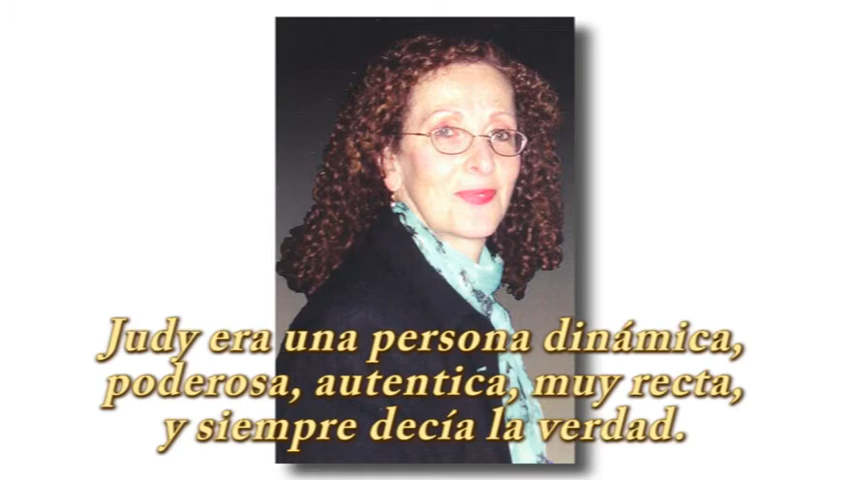 Judy era una persona dinámica,
poderosa, autentica, muy recta,
y siempre decía la verdad.